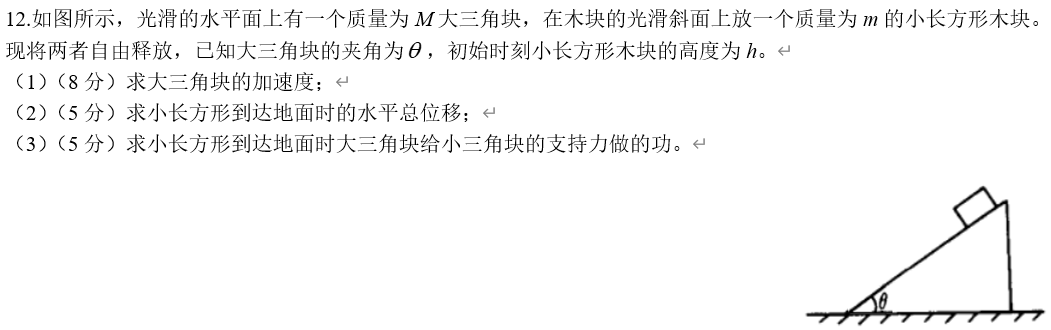 12.如图所示，光滑的水平面上有一个质量为 M 大三角块，在木块的光滑斜面上放一个质量为 m 的小长方形木块。
现将两者自由释放，已知大三角块的夹角为θ，初始时刻小长方形木块的高度为 h。↵
（1）（8 分）求大三角块的加速度；↵
（2）（5 分）求小长方形到达地面时的水平总位移；↵
（3）（5 分）求小长方形到达地面时大三角块给小三角块的支持力做的功。↵
θ